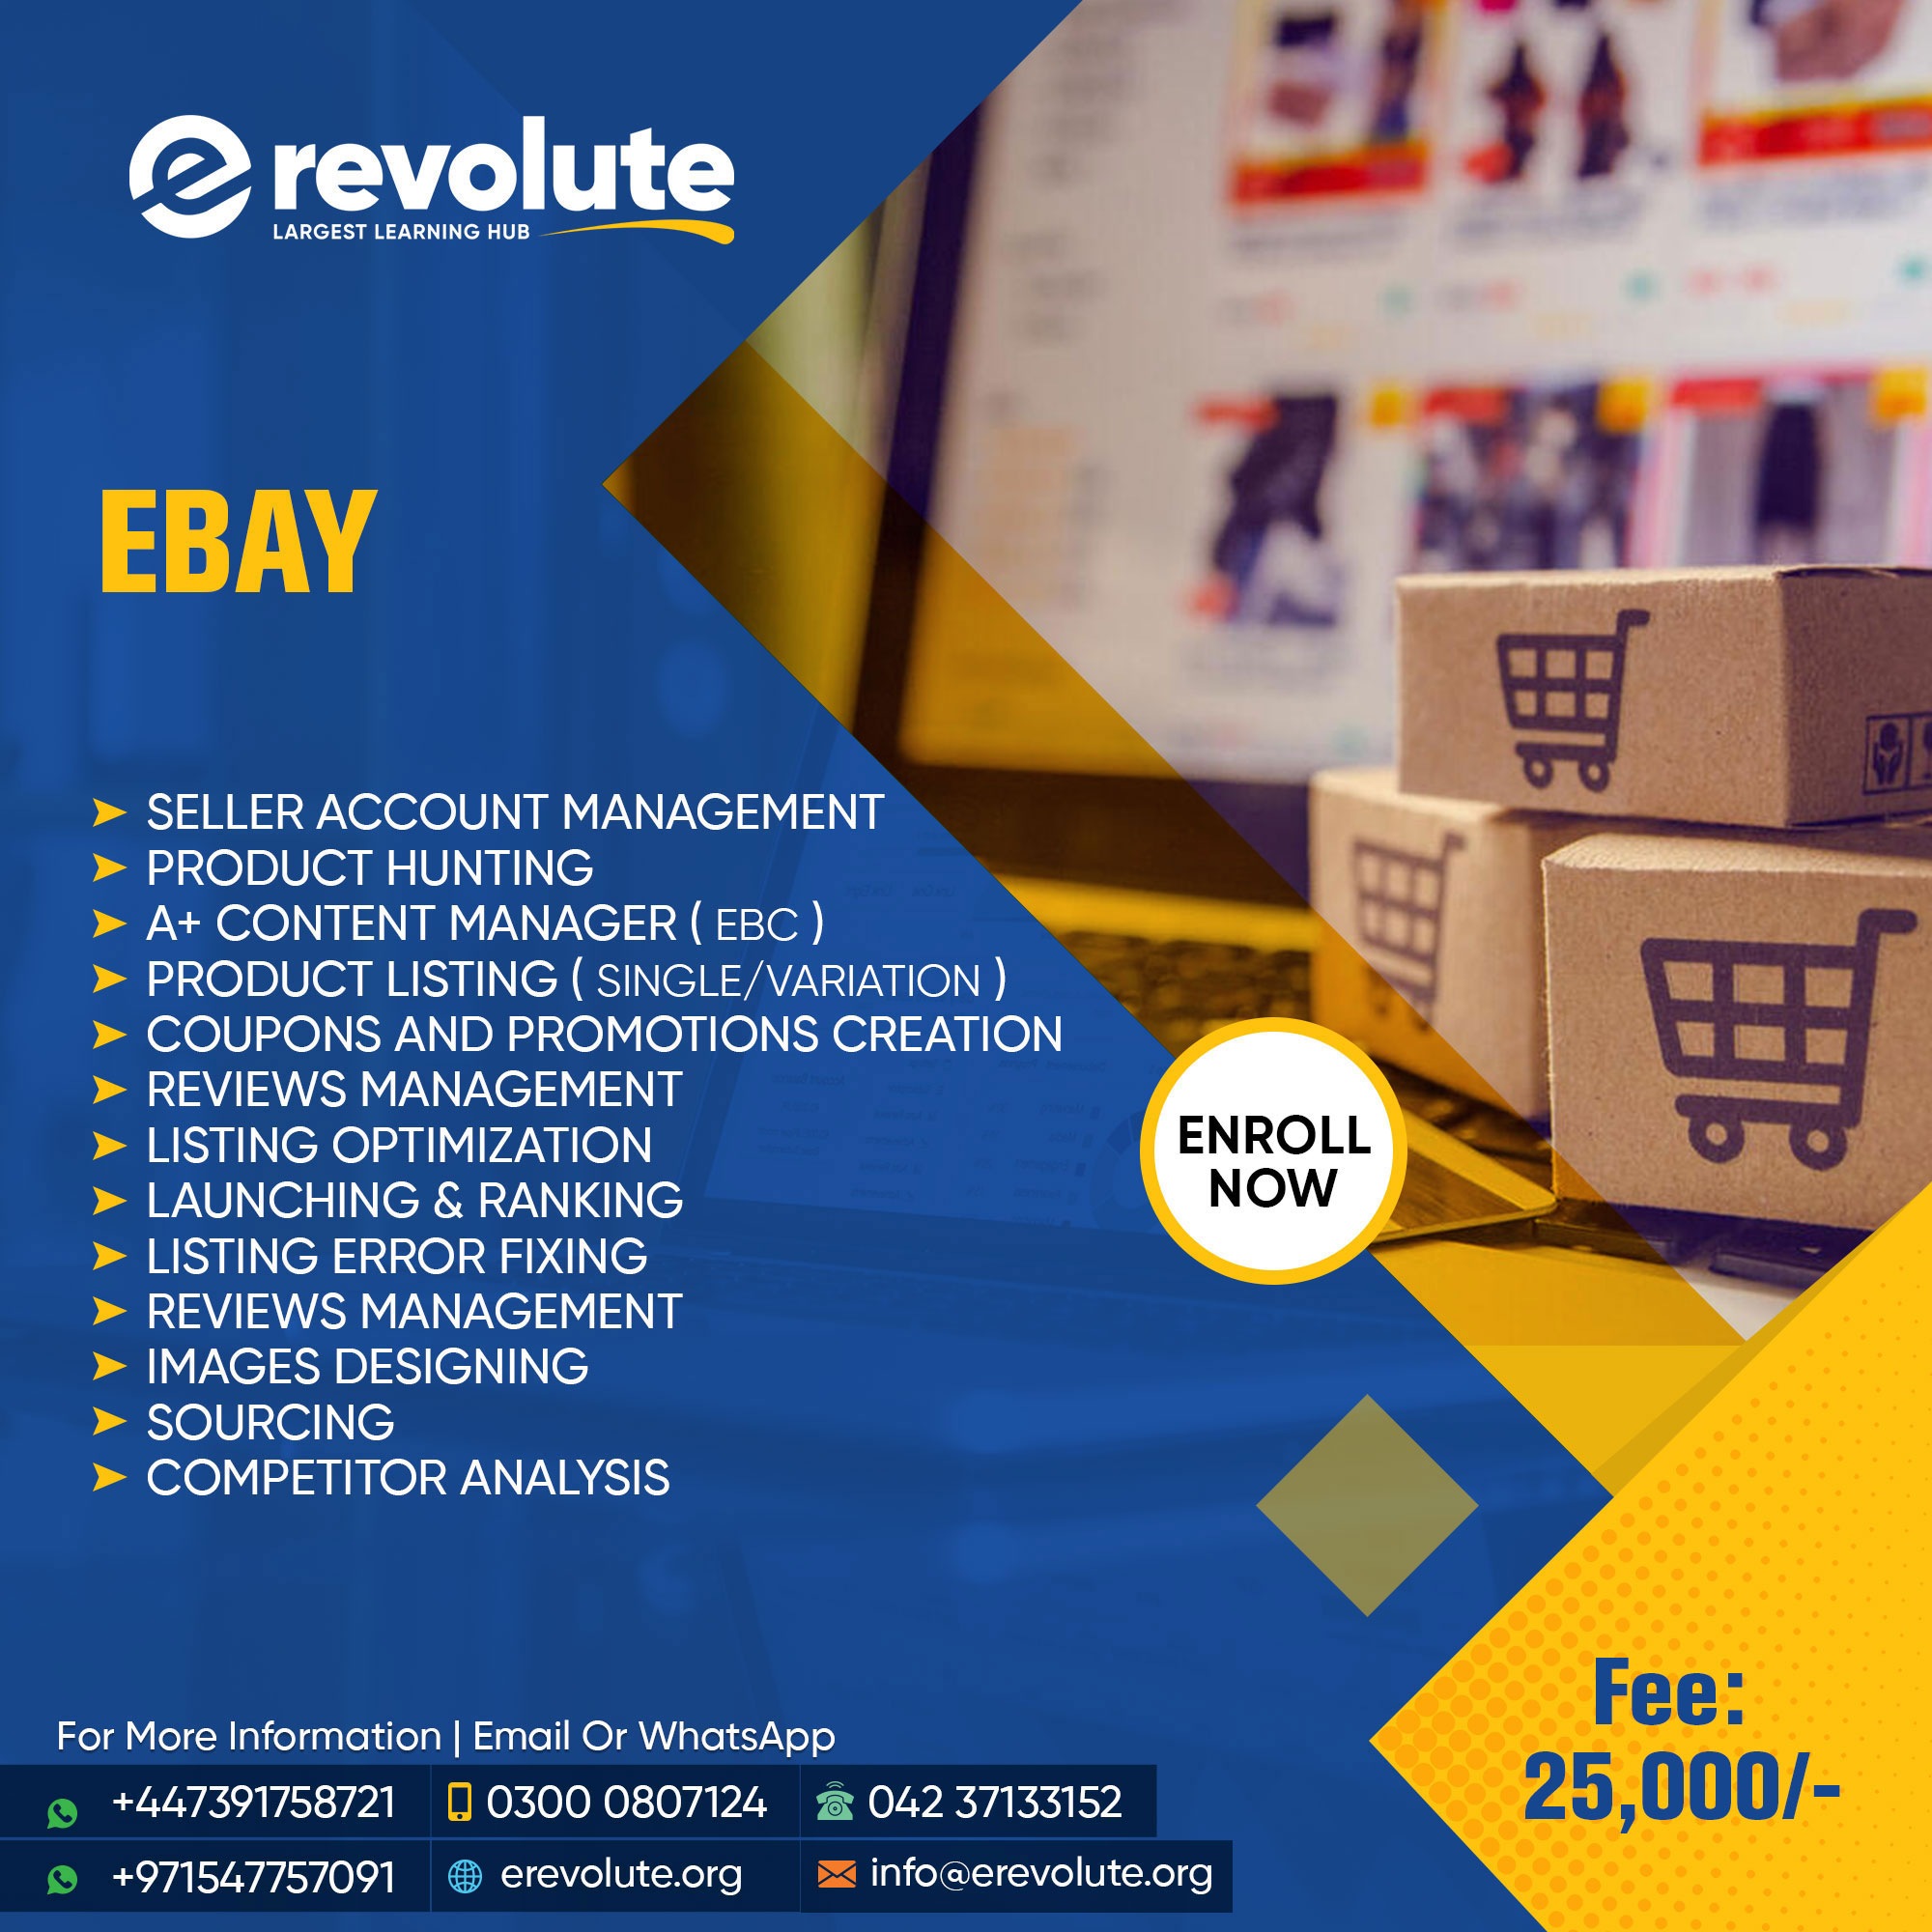 e revolute
LARGEST LEARNING HUB
EBAY
SELLER ACCOUNT MANAGEMENT
PRODUCT HUNTING
A+ CONTENT MANAGER ( EBC )
PRODUCT LISTING ( SINGLE/VARIATION )
COUPONS AND PROMOTIONS CREATION
REVIEWS MANAGEMENT
LISTING OPTIMIZATION
LAUNCHING & RANKING
LISTING ERROR FIXING
REVIEWS MANAGEMENT
IMAGES DESIGNING
SOURCING
COMPETITOR ANALYSIS
ENROLL
NOW
Fee:
25,000/-
For More Information | Email Or WhatsApp
+447391758721 0300 0807124 042 37133152
+971547757091 erevolute.org info@erevolute.org